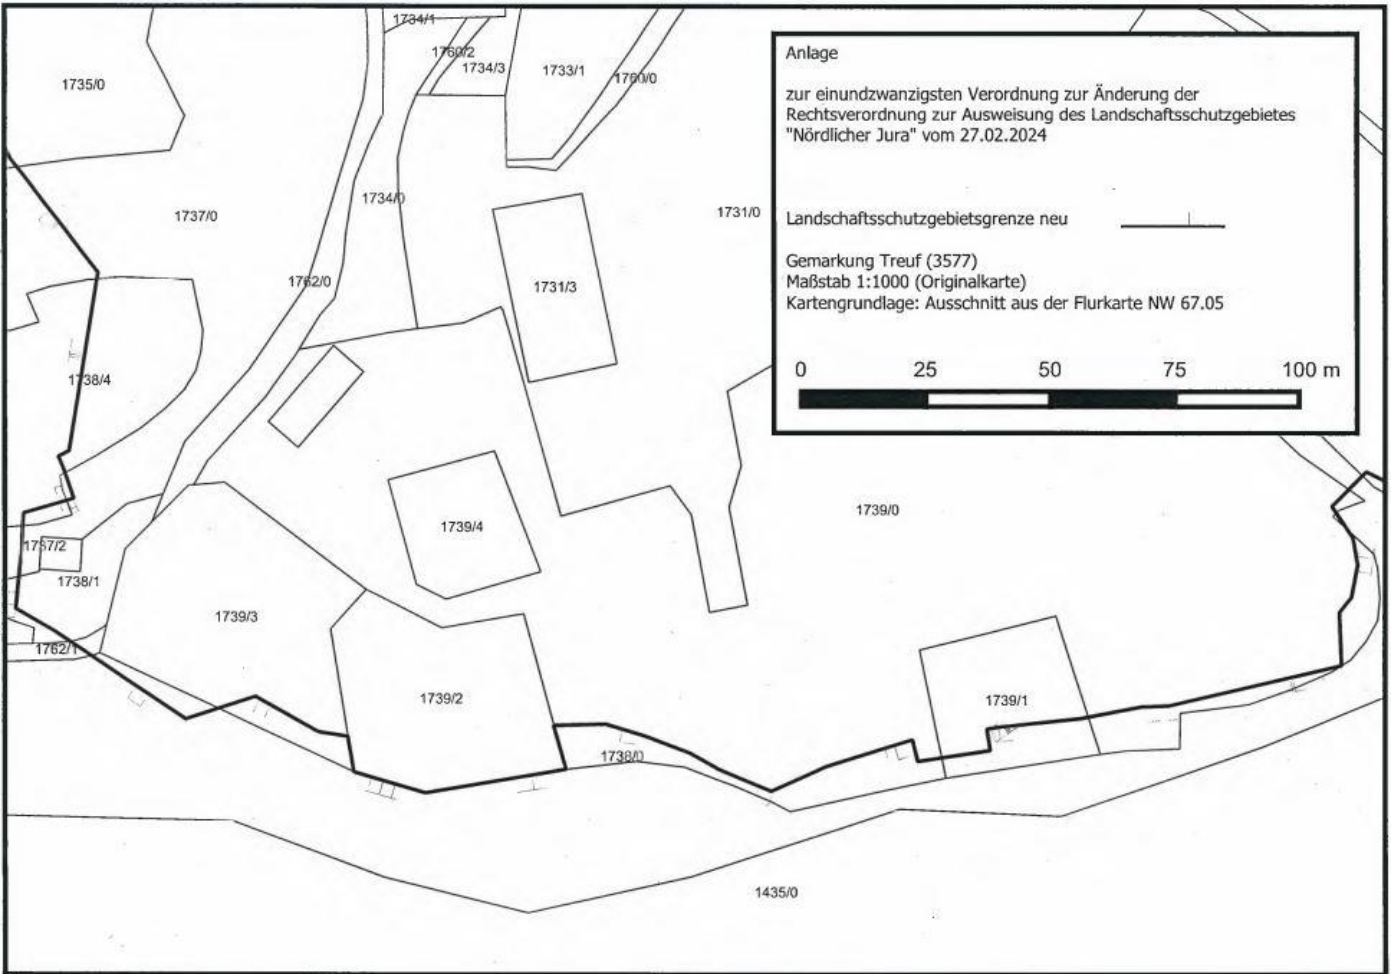 Anlage
zur einundzwanzigsten Verordnung zur Änderung der
Rechtsverordnung zur Ausweisung des Landschaftsschutzgebietes
"Nördlicher Jura" vom 27.02.2024
Landschaftsschutzgebietsgrenze neu
Gemarkung Treuf (3577)
Maßstab 1:1000 (Originalkarte)
Kartengrundlage: Ausschnitt aus der Flurkarte NW 67.05
0 25 50 75 100 m
1734/1
1760/2
1734/3
1733/1
1760/0
1735/0
1734/0
1737/0
1731/0
1762/0
1731/3
1738/4
1739/0
1739/4
1737/2
1738/1
1739/3
1762/1
1739/2
1739/1
1738/0
1435/0